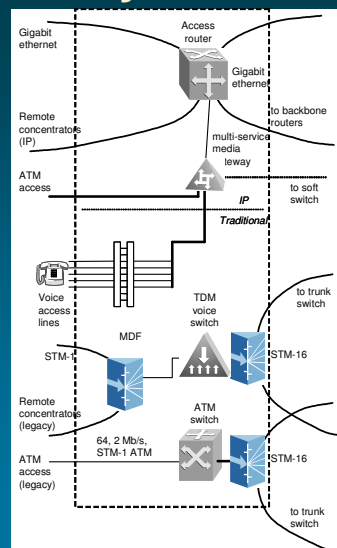 Gigabit
ethernet
Access
router
Gigabit
ethernet
Remote
concentrators
(IP)
to backbone
routers
multi-service
media
teway
ATM
access
to soft
switch
IP
Traditional
Voice
access
lines
to trunk
switch
MDF
TDM
voice
switch
STM-1
STM-16
Remote
concentrators
(legacy)
ATM
switch
64, 2 Mb/s,
STM-1 ATM
ATM
access
(legacy)
STM-16
to trunk
switch